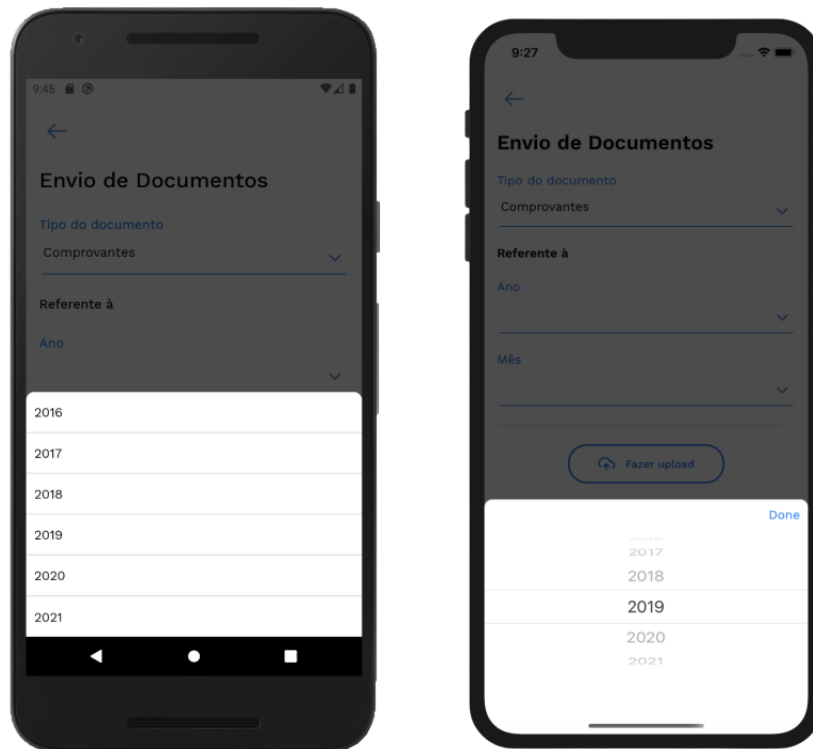 9:45
Envio de Documentos
Tipo do documento
Comprovantes
Referente à
Ano
2016
2017
2018
2019
2020
2021
9:27
Envio de Documentos
Tipo do documento
Comprovantes
Referente à
Ano
Mês
Fazer upload
Done
2017
2018
2019
2020
2021